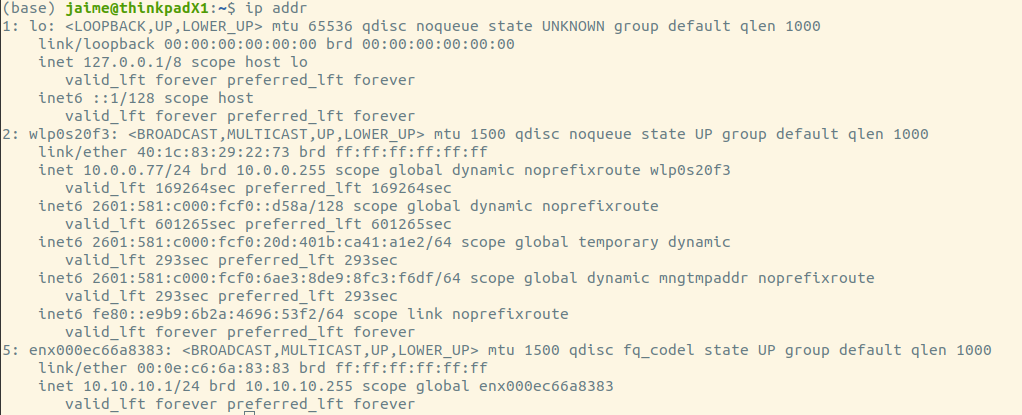 (base) jaime@thinkpadX1:~$ ip addr
1: lo: <LOOPBACK,UP,LOWER_UP> mtu 65536 qdisc noqueue state UNKNOWN group default qlen 1000
    link/loopback 00:00:00:00:00:00 brd 00:00:00:00:00:00
    inet 127.0.0.1/8 scope host lo
       valid_lft forever preferred_lft forever
    inet6 ::1/128 scope host
       valid_lft forever preferred_lft forever
2: wlp0s20f3: <BROADCAST,MULTICAST,UP,LOWER_UP> mtu 1500 qdisc noqueue state UP group default qlen 1000
    link/ether 40:1c:83:29:22:73 brd ff:ff:ff:ff:ff:ff
    inet 10.0.0.77/24 brd 10.0.0.255 scope global dynamic noprefixroute wlp0s20f3
       valid_lft 169264sec preferred_lft 169264sec
    inet6 2601:581:c000:fcf0::d58a/128 scope global dynamic noprefixroute
       valid_lft 601265sec preferred_lft 601265sec
    inet6 2601:581:c000:fcf0:20d:401b:ca41:a1e2/64 scope global temporary dynamic
       valid_lft 293sec preferred_lft 293sec
    inet6 2601:581:c000:fcf0:6ae3:8de9:8fc3:f6df/64 scope global dynamic mngtmpaddr noprefixroute
       valid_lft 293sec preferred_lft 293sec
    inet6 fe80::e9b9:6b2a:4696:53f2/64 scope link noprefixroute
       valid_lft forever preferred_lft forever
5: enx000ec66a8383: <BROADCAST,MULTICAST,UP,LOWER_UP> mtu 1500 qdisc fq_codel state UP group default qlen 1000
    link/ether 00:0e:c6:6a:83:83 brd ff:ff:ff:ff:ff:ff
    inet 10.10.10.1/24 brd 10.10.10.255 scope global enx000ec66a8383
       valid_lft forever preferred_lft forever